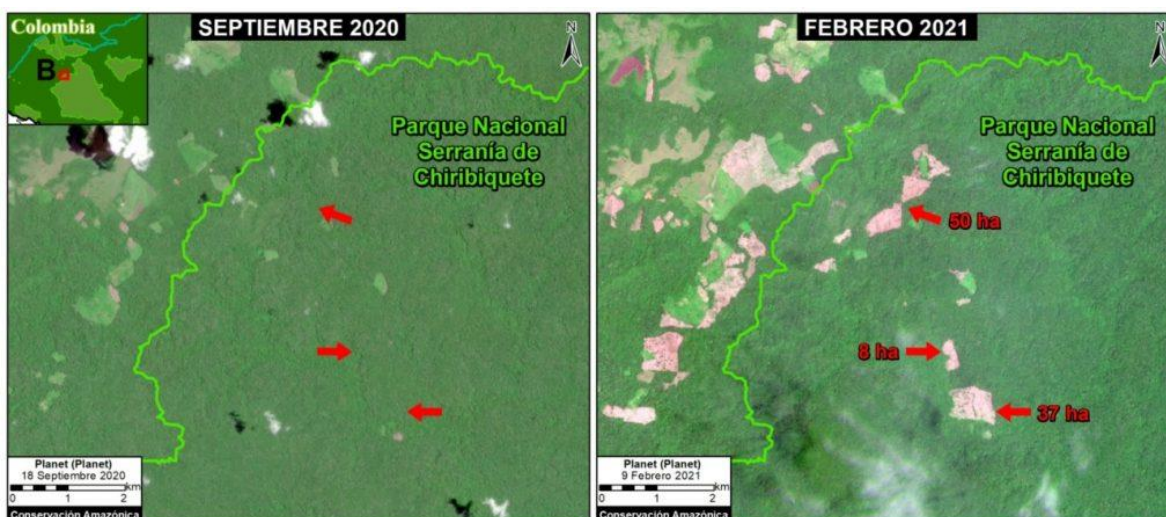 Colombia
B
SEPTIEMBRE 2020
N
Parque Nacional
Serranía de
Chiribiquete
Planet (Planet)
18 Septiembre 2020
km
0 1 2
Conservación Amazónica
FEBRERO 2021
N
Parque Nacional
Serranía de
Chiribiquete
50 ha
8 ha
37 ha
Planet (Planet)
9 Febrero 2021
km
0 1 2
Conservación Amazónica